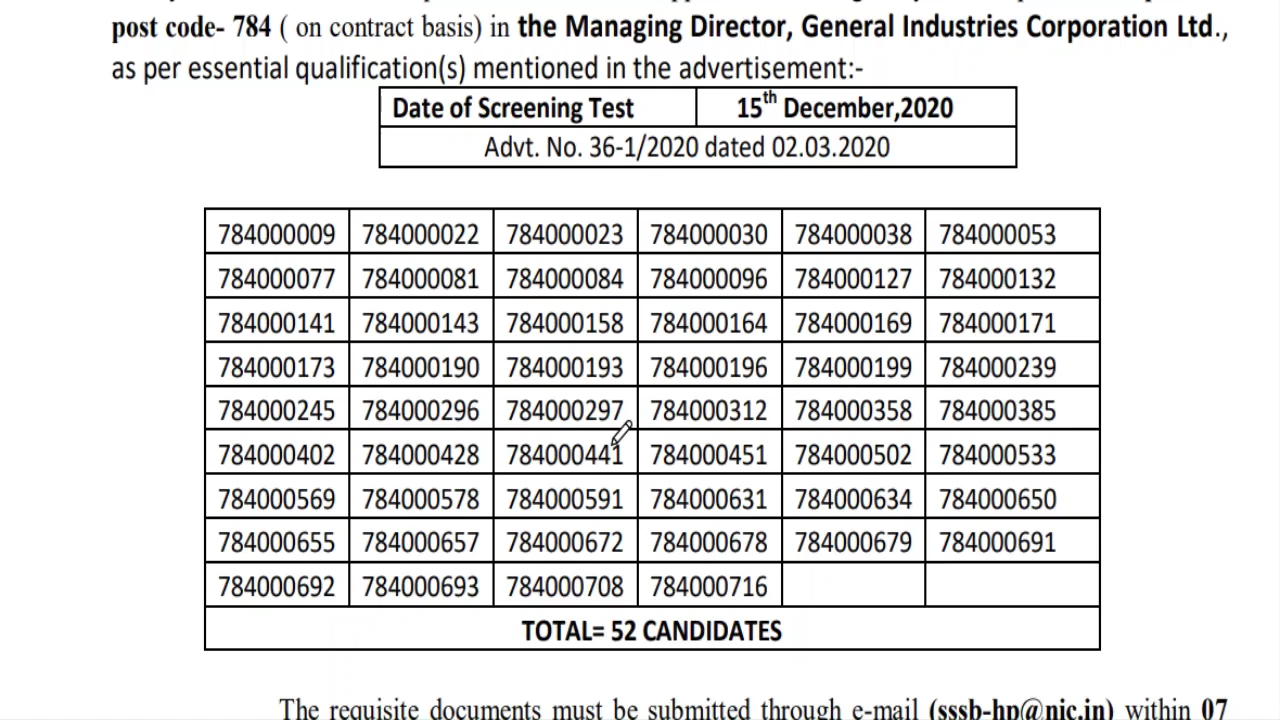 post code- 784 ( on contract basis) in the Managing Director, General Industries Corporation Ltd.,
as per essential qualification(s) mentioned in the advertisement:-
Date of Screening Test 15th December,2020
Advt. No. 36-1/2020 dated 02.03.2020
784000009 784000022 784000023 784000030 784000038 784000053
784000077 784000081 784000084 784000096 784000127 784000132
784000141 784000143 784000158 784000164 784000169 784000171
784000173 784000190 784000193 784000196 784000199 784000239
784000245 784000296 784000297 784000312 784000358 784000385
784000402 784000428 784000441 784000451 784000502 784000533
784000569 784000578 784000591 784000631 784000634 784000650
784000655 784000657 784000672 784000678 784000679 784000691
784000692 784000693 784000708 784000716
TOTAL= 52 CANDIDATES
The requisite documents must be submitted through e-mail (sssb-hp@nic.in) within 07